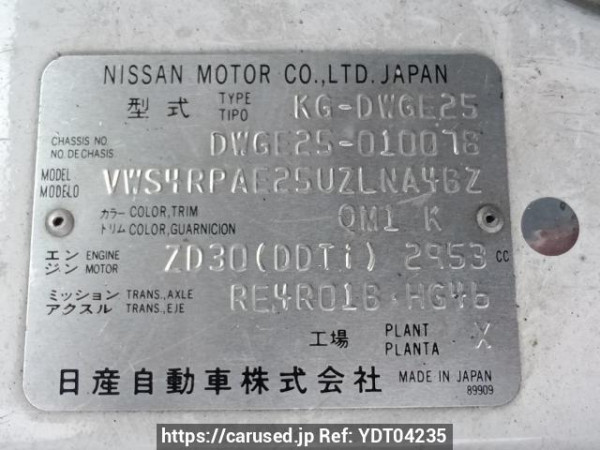 NISSAN MOTOR CO.,LTD. JAPAN
型式 TYPE TIPO KG-DWGE25
CHASSIS NO. NO. DE CHASIS DWGE25-010078
MODEL MODELO VWS4RPAE25UZLNA4GZ
カラー COLOR,TRIM トリム COLOR,GUARNICION QM1 K
エンジン ENGINE MOTOR ZD30(DDTi) 2953 cc
ミッション TRANS.,AXLE アクスル TRANS.,EJE RE4R01B HG46
工場 PLANT PLANTA X
日産自動車株式会社 MADE IN JAPAN
89909
https://carused.jp Ref: YDT04235